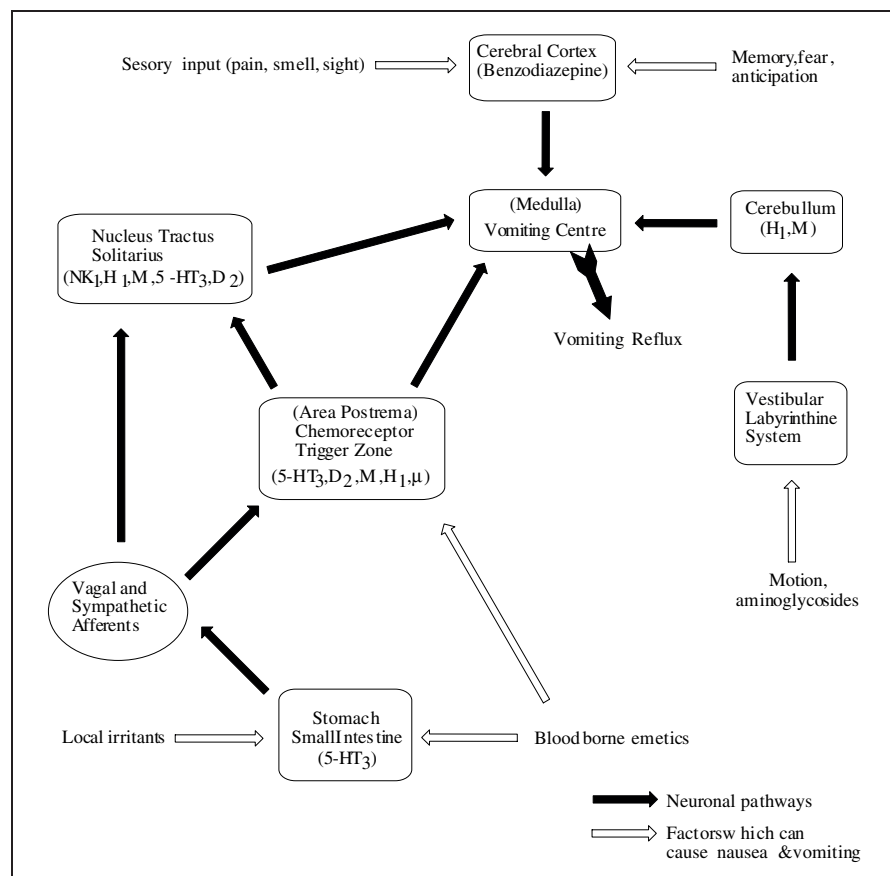 Sesory input (pain, smell, sight)
Cerebral Cortex
(Benzodiazepine)
Memory,fear,
anticipation
(Medulla)
Vomiting Centre
Cerebullum
(H1,M)
Nucleus Tractus
Solitarius
(NK1,H1,M,5-HT3,D2)
Vomiting Reflux
(Area Postrema)
Chemoreceptor
Trigger Zone
(5-HT3,D2,M,H1,μ)
Vestibular
Labyrinthine
System
Vagal and
Sympathetic
Afferents
Motion,
aminoglycosides
Local irritants
Stomach
SmallIntestine
(5-HT3)
Bloodborne emetics
Neuronal pathways
Factorsw hich can
cause nausea &vomiting